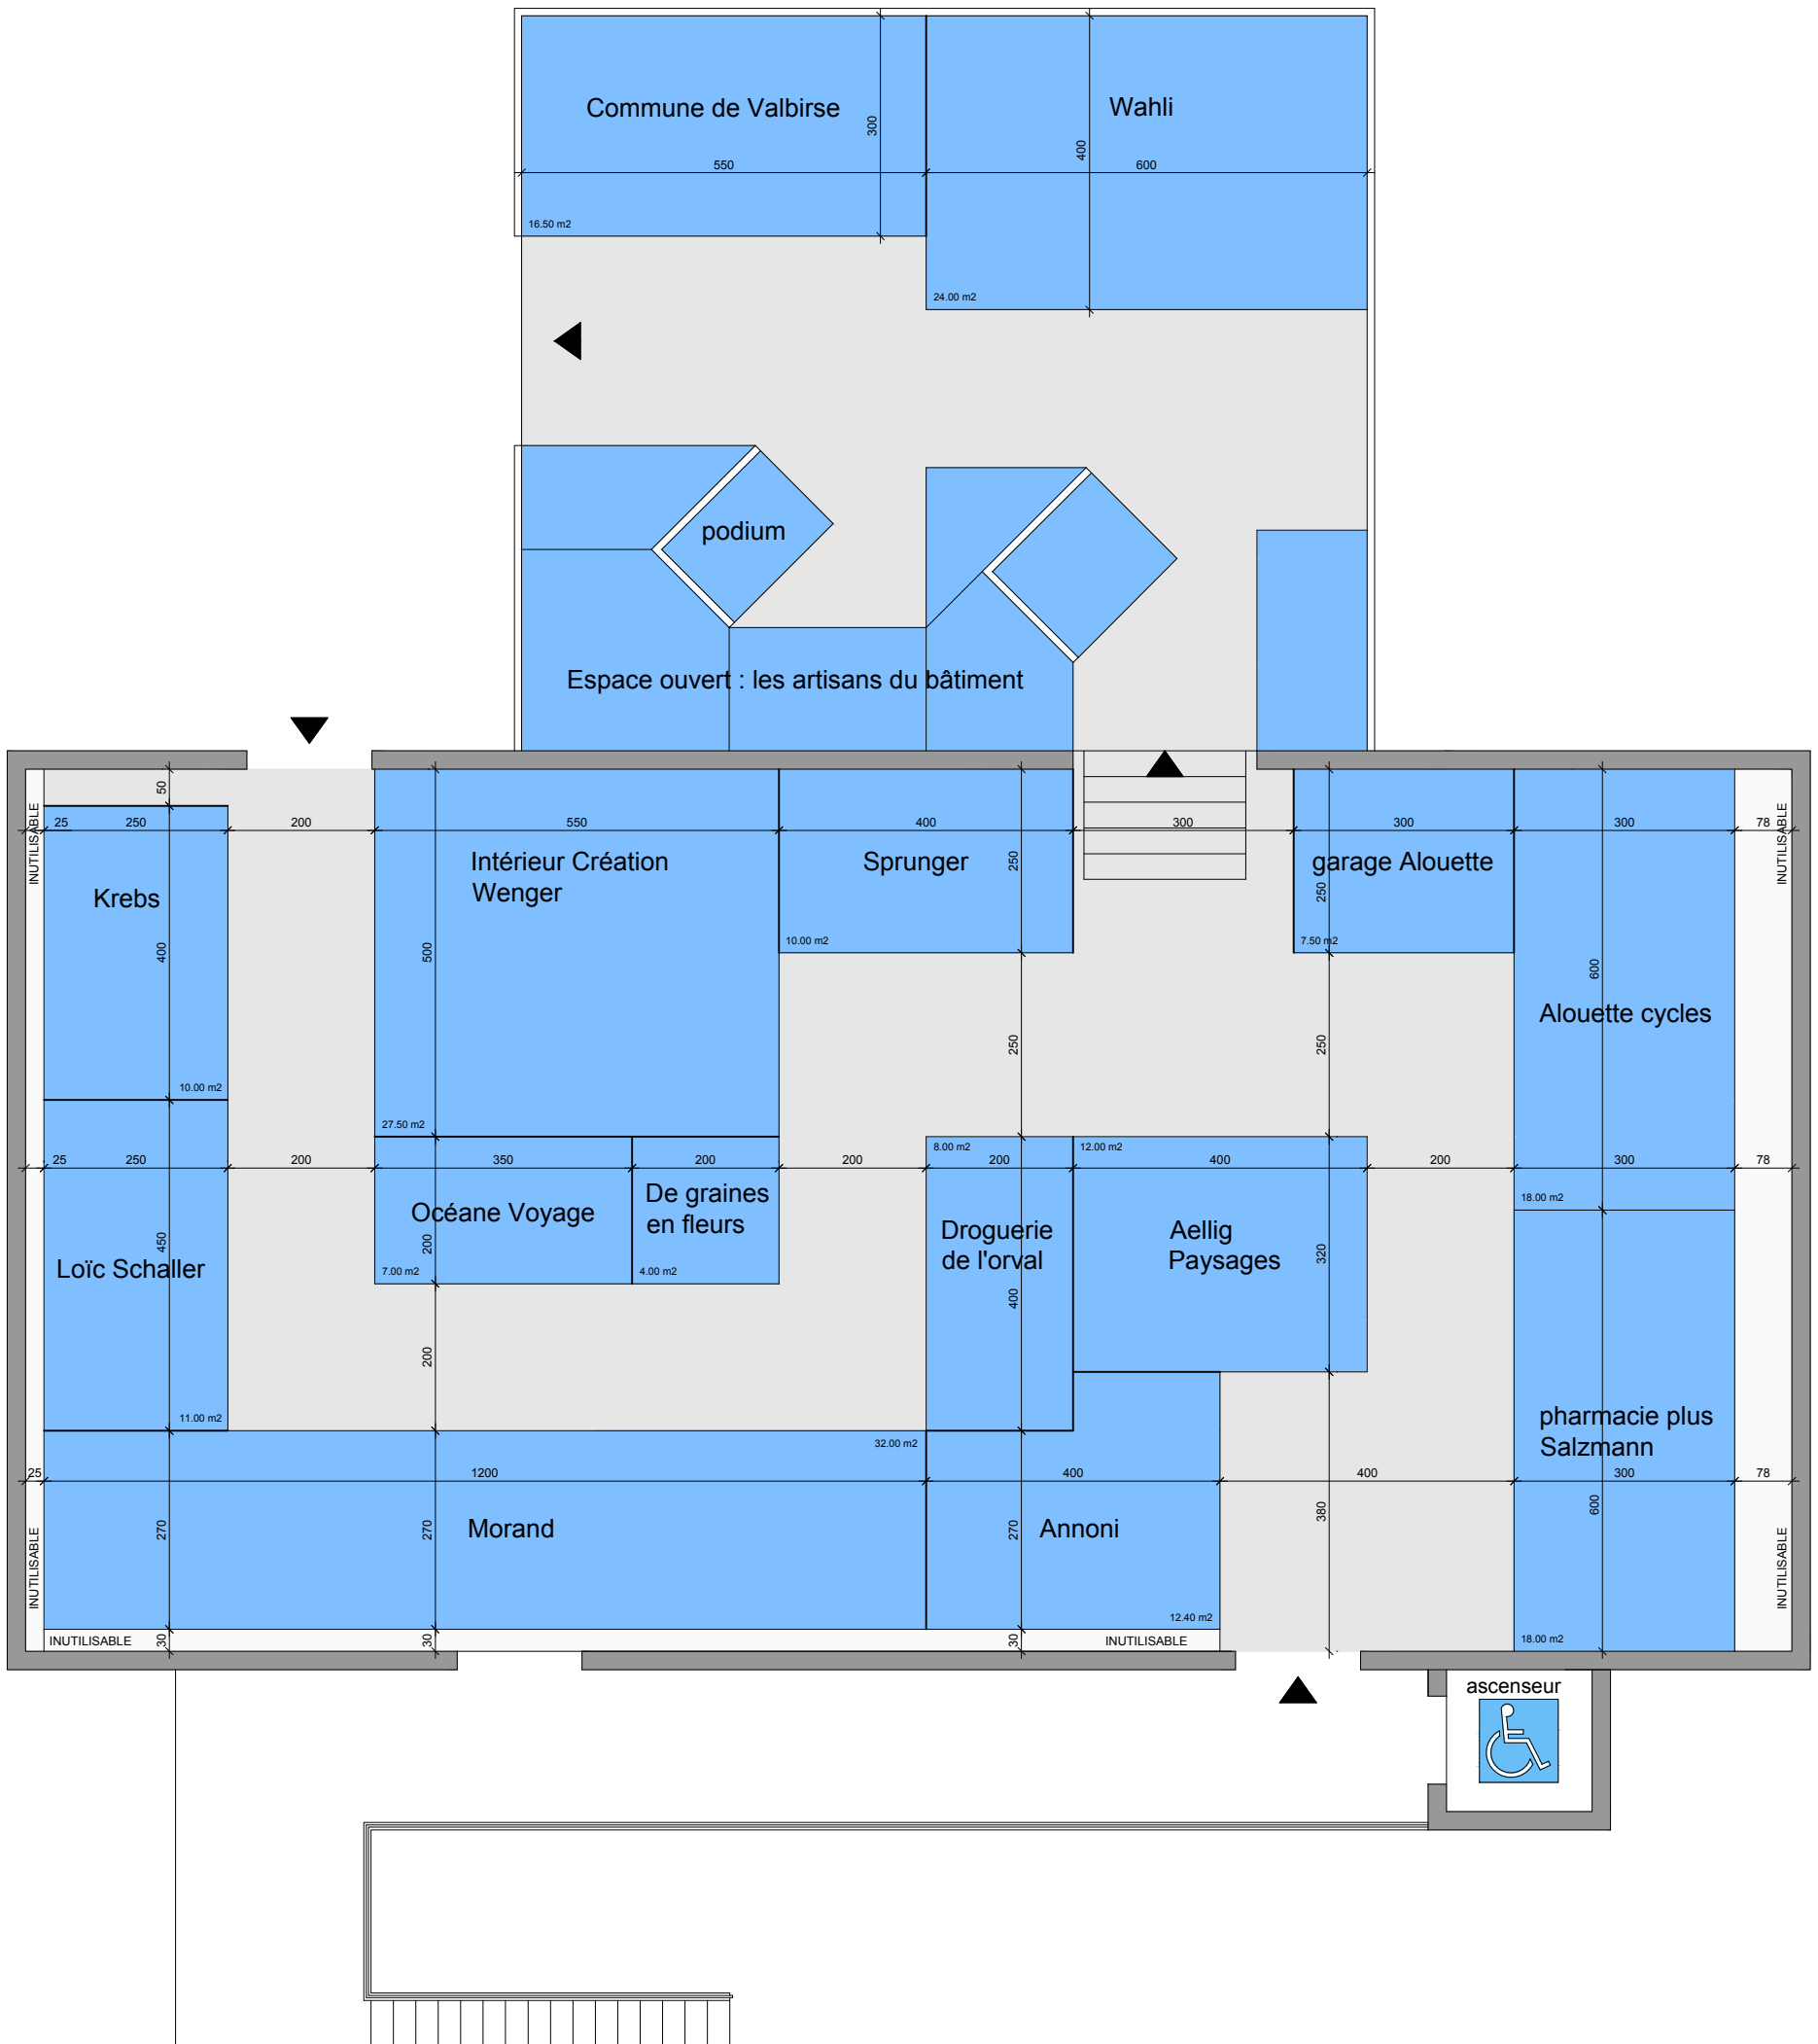 Commune de Valbirse
Wahli
300
400
550
600
16.50 m2
24.00 m2
podium
Espace ouvert : les artisans du bâtiment
INUTILISABLE
50
25
250
200
550
400
300
300
300
78
INUTILISABLE
Krebs
400
10.00 m2
Intérieur Création
Wenger
500
27.50 m2
Sprunger
250
10.00 m2
garage Alouette
250
7.50 m2
600
Alouette cycles
250
250
18.00 m2
25
250
200
350
200
200
200
400
200
300
78
8.00 m2
12.00 m2
450
Loïc Schaller
11.00 m2
Océane Voyage
200
7.00 m2
De graines
en fleurs
4.00 m2
Droguerie
de l'orval
400
Aellig
Paysages
320
200
pharmacie plus
Salzmann
600
18.00 m2
32.00 m2
25
1200
400
400
300
78
INUTILISABLE
270
270
Morand
270
Annoni
12.40 m2
380
INUTILISABLE
INUTILISABLE
30
30
30
INUTILISABLE
ascenseur